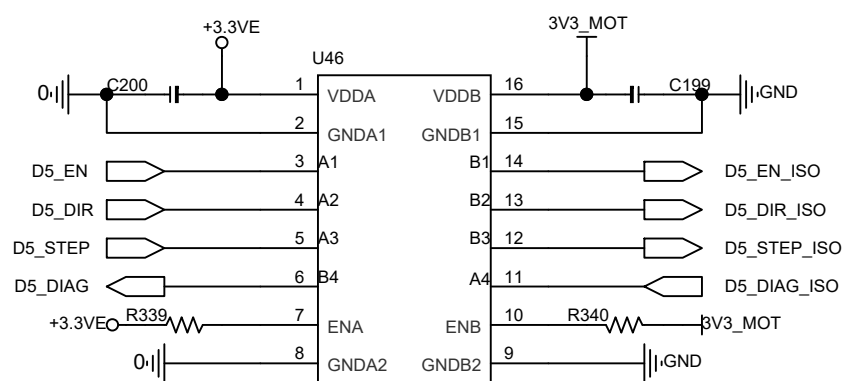 +3.3VE 3V3_MOT
U46
0 C200 1 VDDA VDDB 16 C199 GND
2 GNDA1 GNDB1 15
D5_EN 3 A1 B1 14 D5_EN_ISO
D5_DIR 4 A2 B2 13 D5_DIR_ISO
D5_STEP 5 A3 B3 12 D5_STEP_ISO
D5_DIAG 6 B4 A4 11 D5_DIAG_ISO
+3.3VE R339 7 ENA ENB 10 R340 3V3_MOT
0 8 GNDA2 GNDB2 9 GND